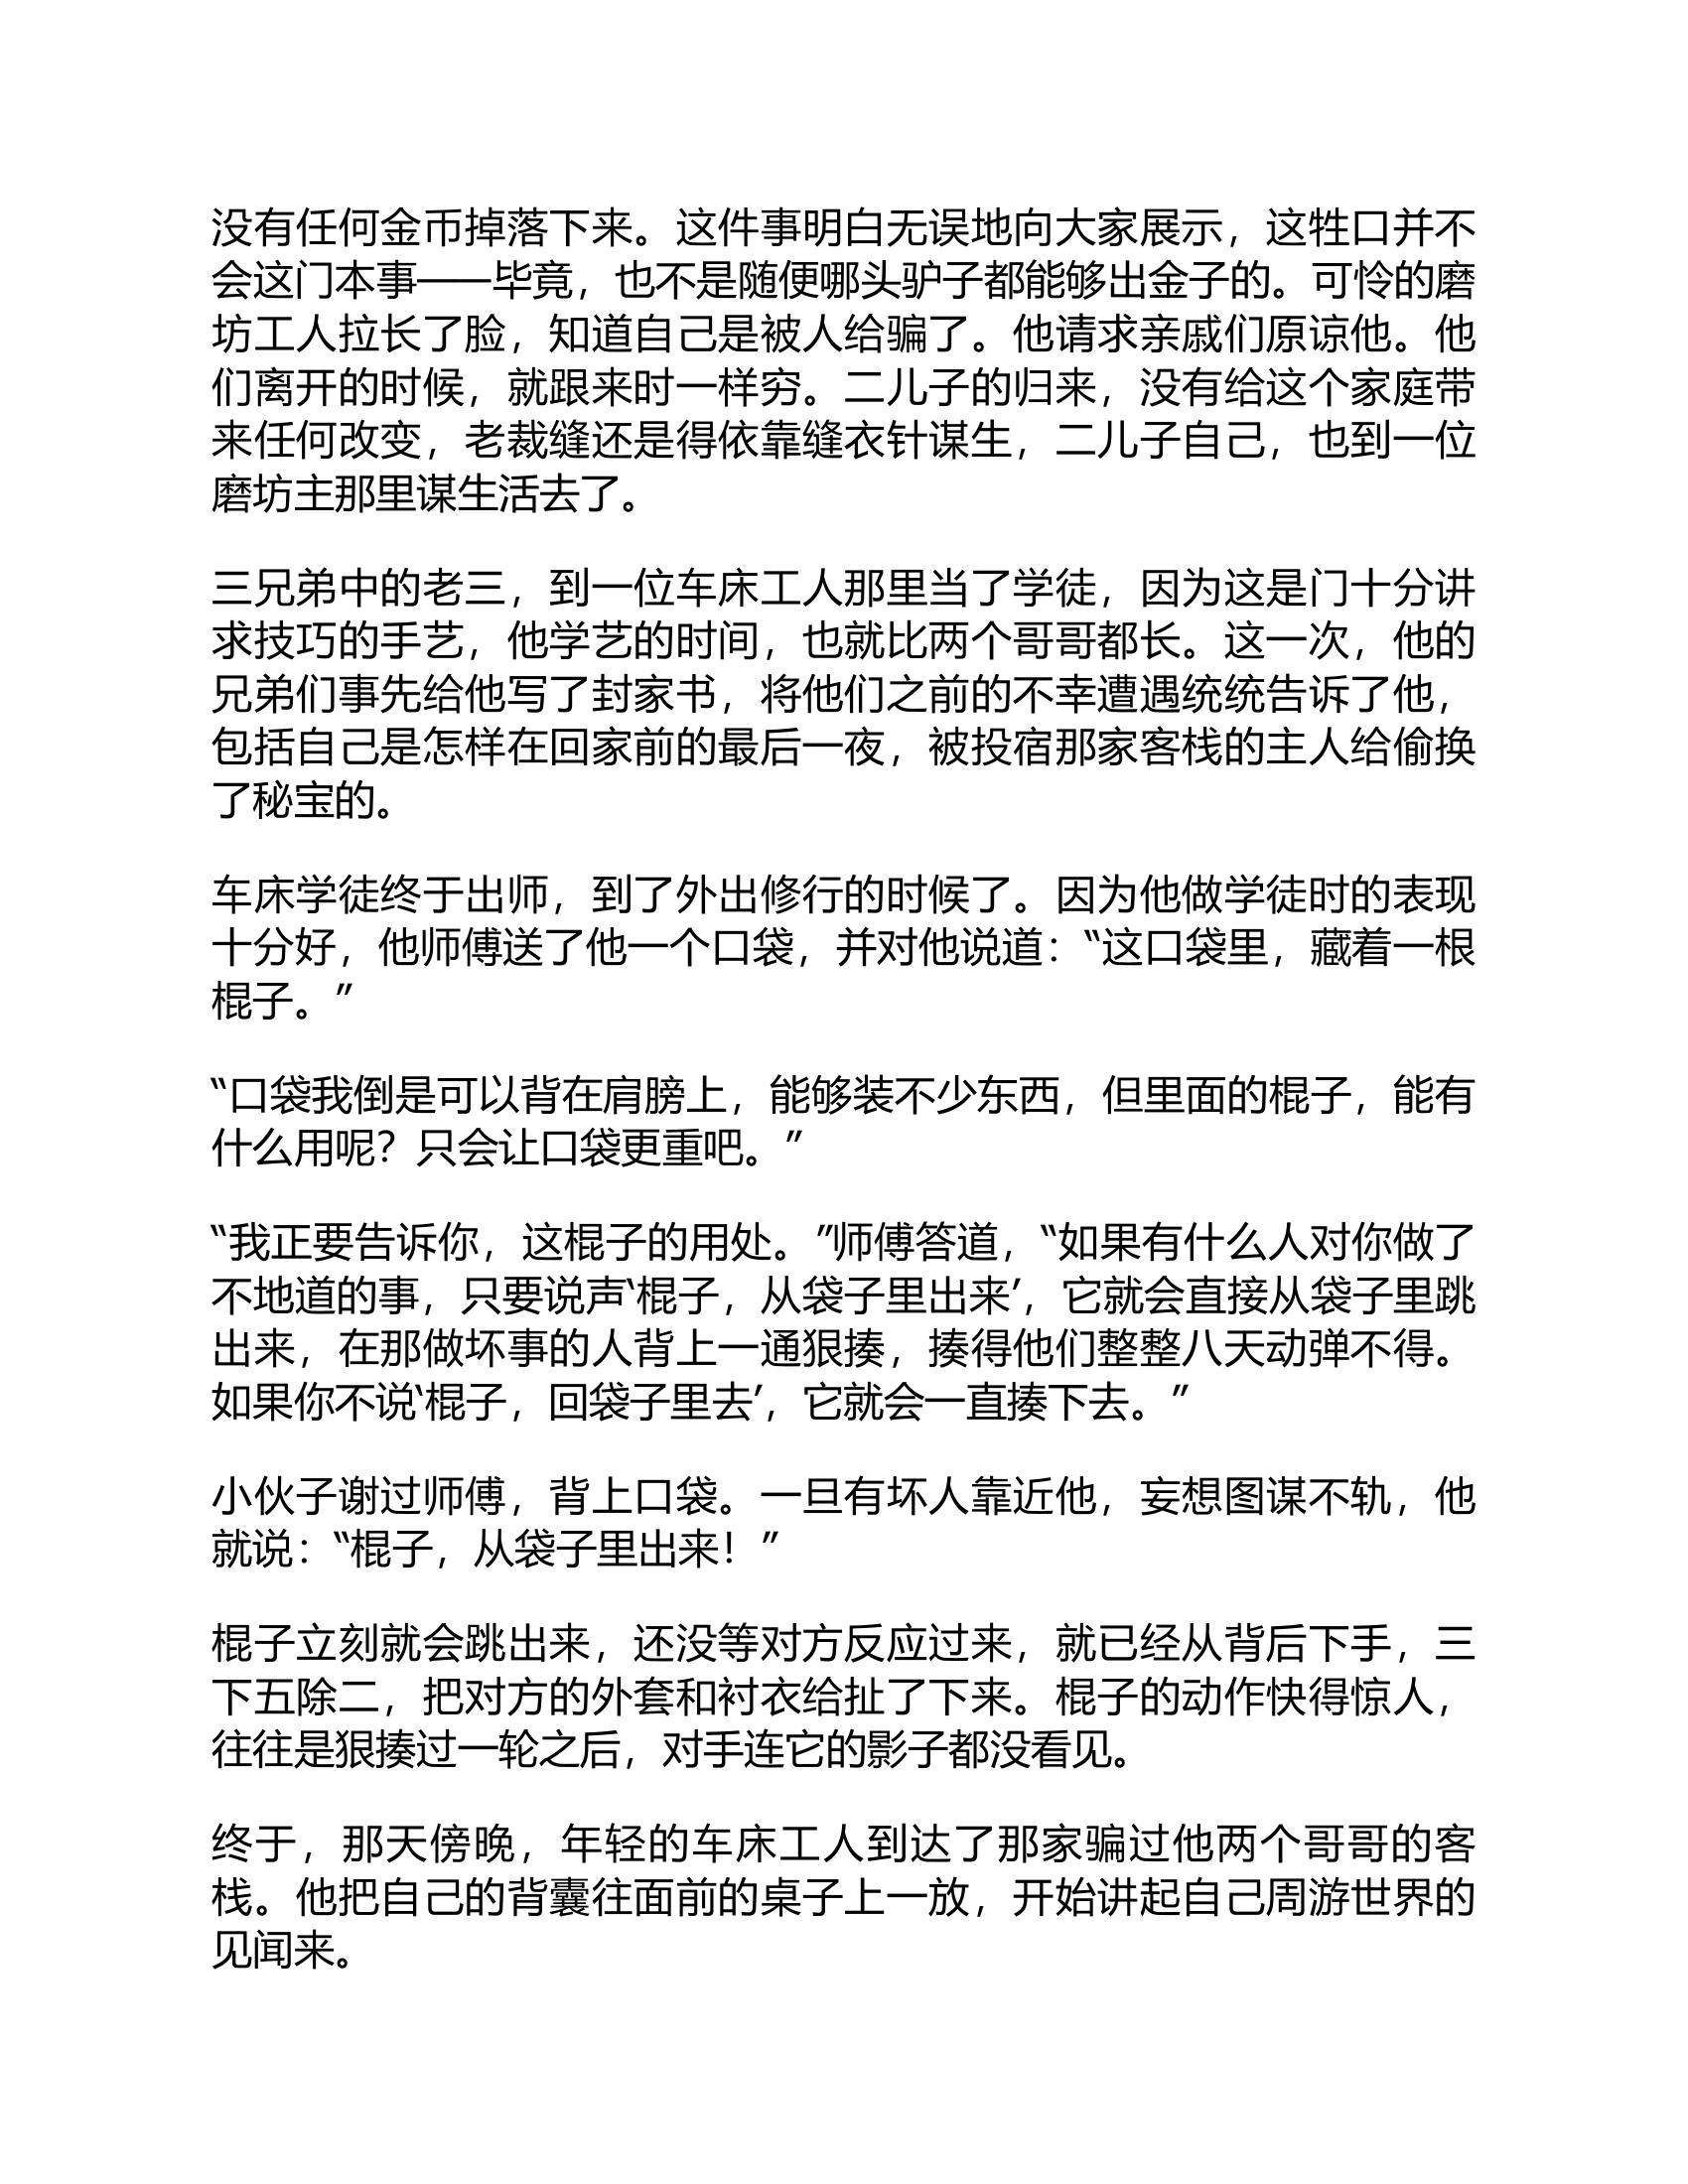 没有任何金币掉落下来。这件事明白无误地向大家展示，这牲口并不
会这门本事——毕竟，也不是随便哪头驴子都能够出金子的。可怜的磨
坊工人拉长了脸，知道自己是被人给骗了。他请求亲戚们原谅他。他
们离开的时候，就跟来时一样穷。二儿子的归来，没有给这个家庭带
来任何改变，老裁缝还是得依靠缝衣针谋生，二儿子自己，也到一位
磨坊主那里谋生活去了。
三兄弟中的老三，到一位车床工人那里当了学徒，因为这是门十分讲
求技巧的手艺，他学艺的时间，也就比两个哥哥都长。这一次，他的
兄弟们事先给他写了封家书，将他们之前的不幸遭遇统统告诉了他，
包括自己是怎样在回家前的最后一夜，被投宿那家客栈的主人给偷换
了秘宝的。
车床学徒终于出师，到了外出修行的时候了。因为他做学徒时的表现
十分好，他师傅送了他一个口袋，并对他说道：“这口袋里，藏着一根
棍子。”
“口袋我倒是可以背在肩膀上，能够装不少东西，但里面的棍子，能有
什么用呢？只会让口袋更重吧。”
“我正要告诉你，这棍子的用处。”师傅答道，“如果有什么人对你做了
不地道的事，只要说声‘棍子，从袋子里出来’，它就会直接从袋子里跳
出来，在那做坏事的人背上一通狠揍，揍得他们整整八天动弹不得。
如果你不说‘棍子，回袋子里去’，它就会一直揍下去。”
小伙子谢过师傅，背上口袋。一旦有坏人靠近他，妄想图谋不轨，他
就说：“棍子，从袋子里出来！”
棍子立刻就会跳出来，还没等对方反应过来，就已经从背后下手，三
下五除二，把对方的外套和衬衣给扯了下来。棍子的动作快得惊人，
往往是狠揍过一轮之后，对手连它的影子都没看见。
终于，那天傍晚，年轻的车床工人到达了那家骗过他两个哥哥的客
栈。他把自己的背囊往面前的桌子上一放，开始讲起自己周游世界的
见闻来。